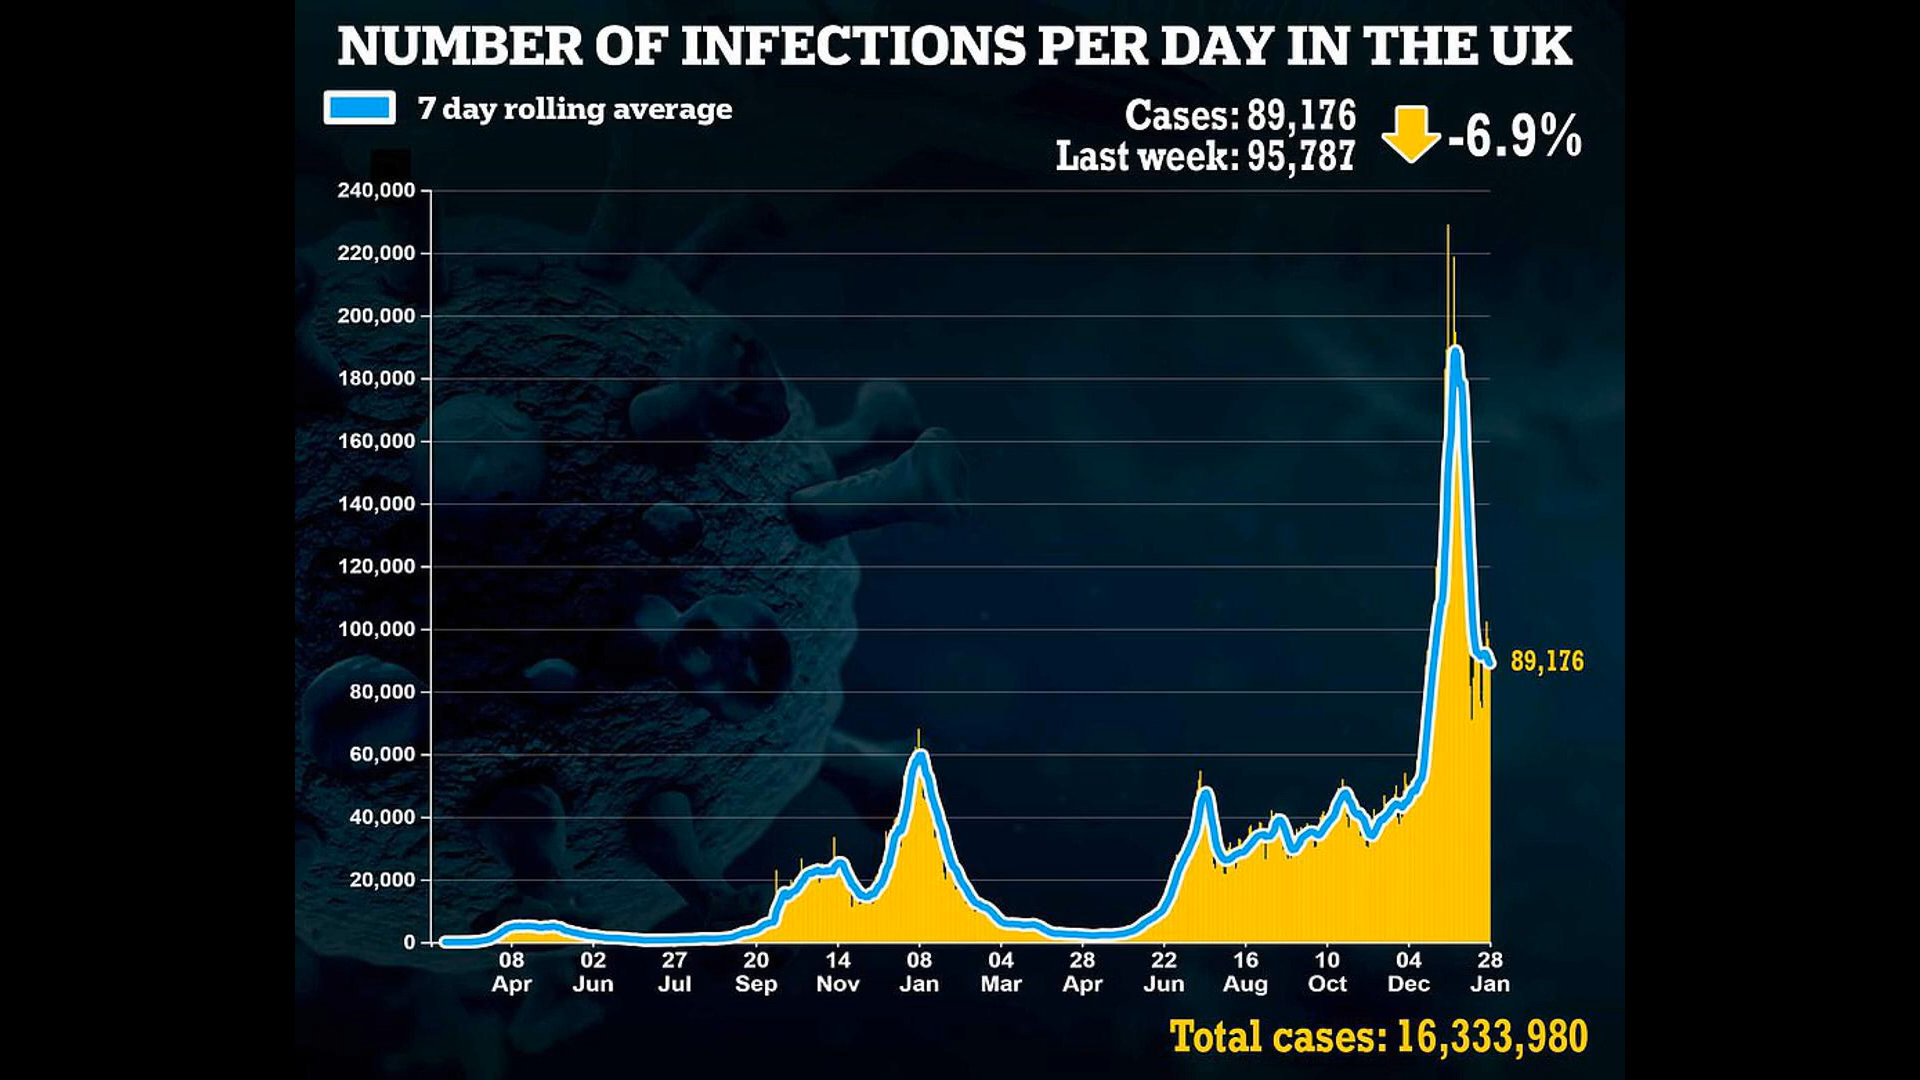 NUMBER OF INFECTIONS PER DAY IN THE UK
7 day rolling average
Cases: 89,176
Last week: 95,787
-6.9%
240,000
220,000
200,000
180,000
160,000
140,000
120,000
100,000
80,000
60,000
40,000
20,000
0
89,176
08 Apr
02 Jun
27 Jul
20 Sep
14 Nov
08 Jan
04 Mar
28 Apr
22 Jun
16 Aug
10 Oct
04 Dec
28 Jan
Total cases: 16,333,980